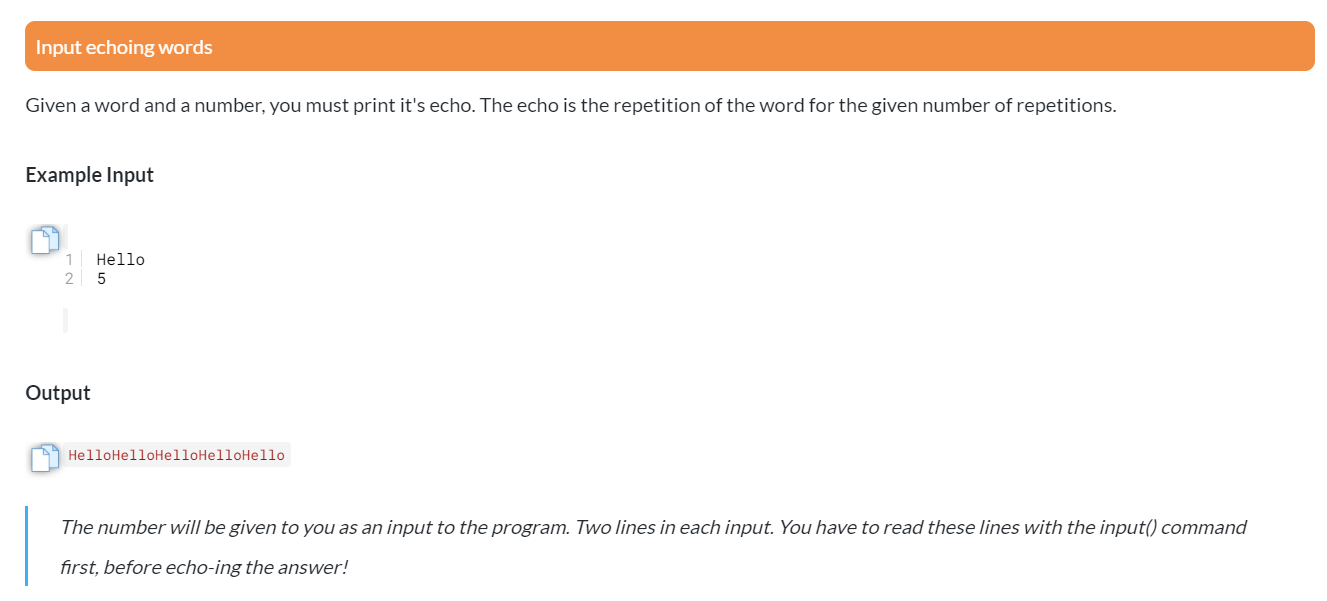 Input echoing words
Given a word and a number, you must print it's echo. The echo is the repetition of the word for the given number of repetitions.
Example Input
1 Hello
2 5
Output
HelloHelloHelloHelloHello
The number will be given to you as an input to the program. Two lines in each input. You have to read these lines with the input() command
first, before echo-ing the answer!